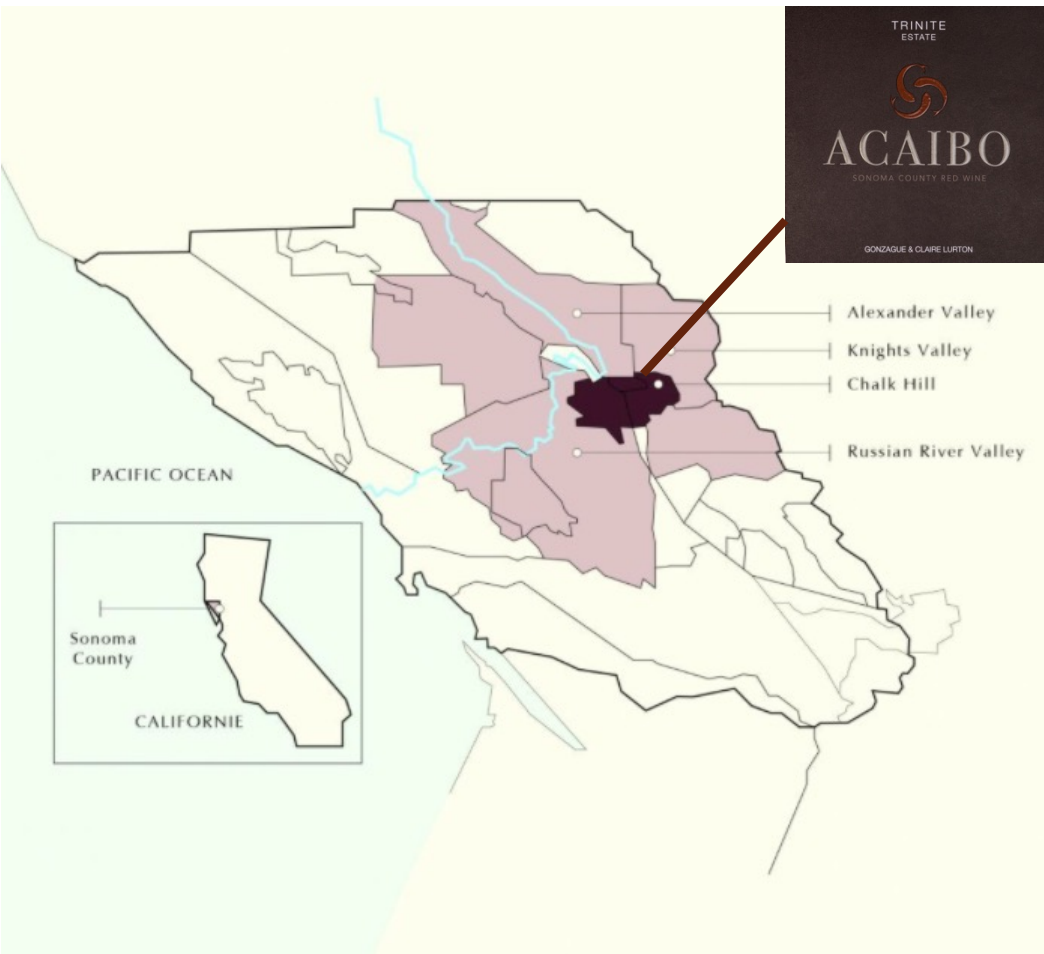 TRINITE
ESTATE
ACAIBO
SONOMA COUNTY RED WINE
GONZAGUE & CLAIRE LURTON
Alexander Valley
Knights Valley
Chalk Hill
Russian River Valley
PACIFIC OCEAN
Sonoma
County
CALIFORNIE